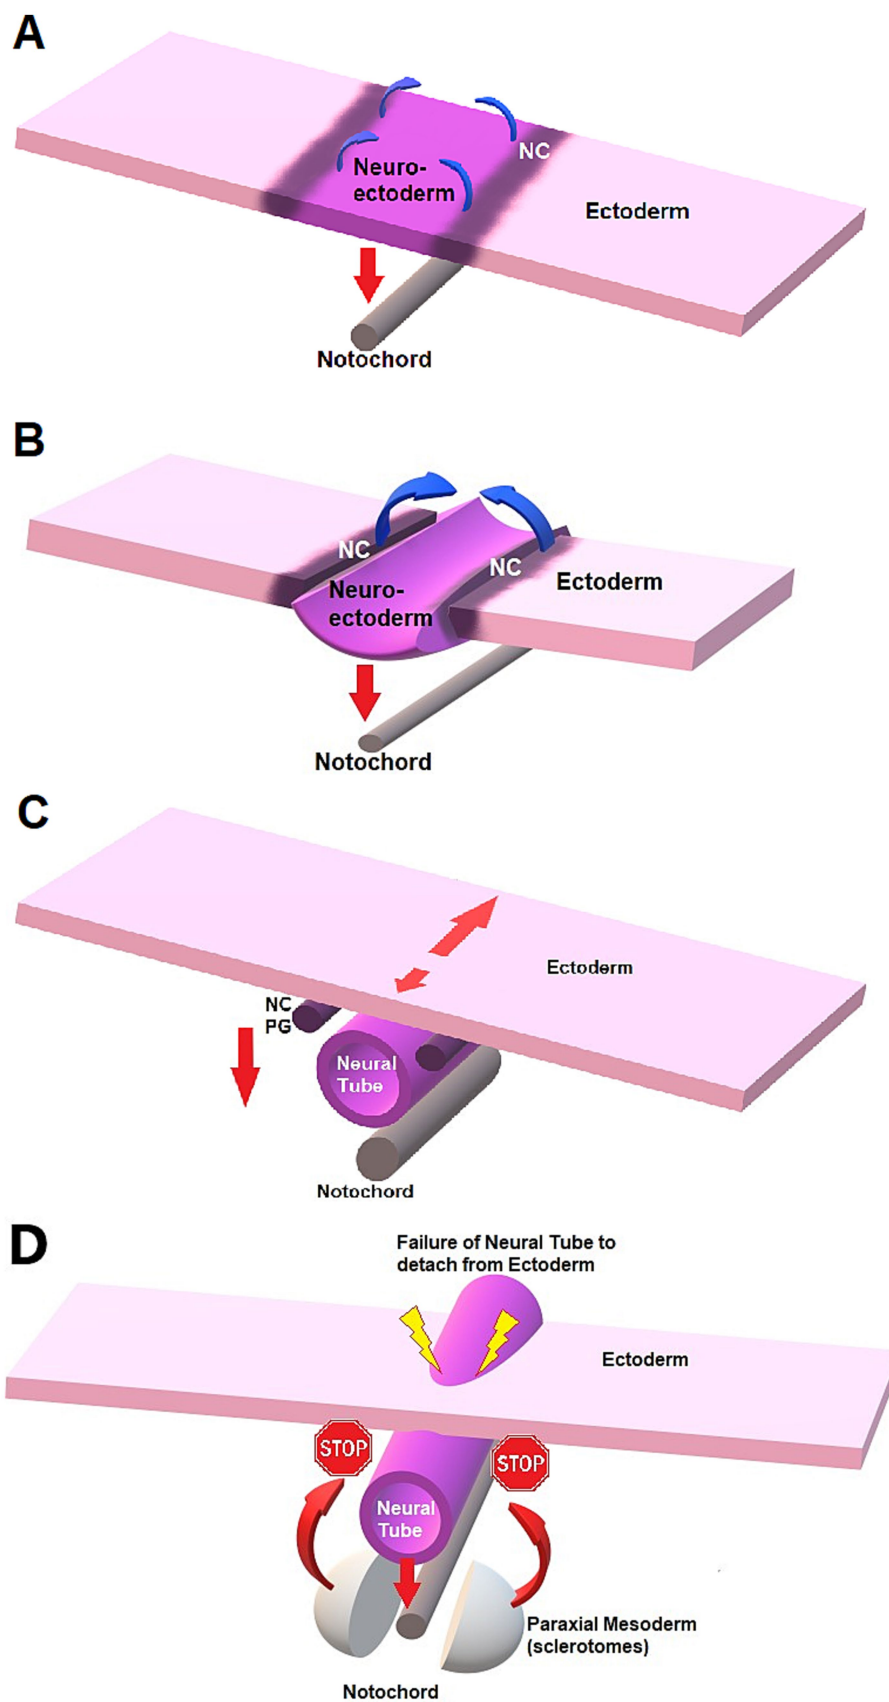 A
NC
Neuro-
ectoderm
Ectoderm
Notochord
B
NC
NC
Ectoderm
Neuro-
ectoderm
Notochord
C
Ectoderm
NC
PG
Neural
Tube
Notochord
D
Failure of Neural Tube to
detach from Ectoderm
Ectoderm
STOP
STOP
Neural
Tube
Paraxial Mesoderm
(sclerotomes)
Notochord